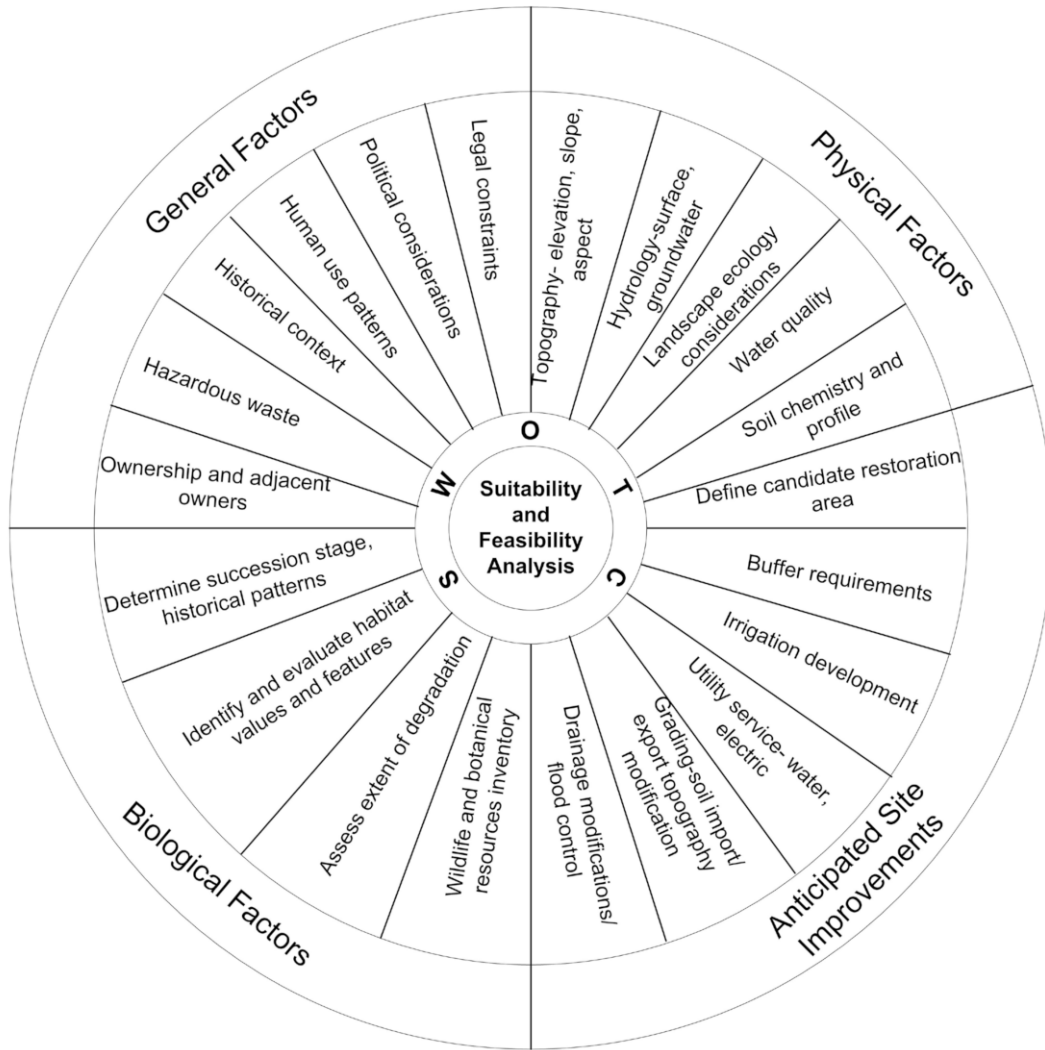 General Factors
Ownership and adjacent
owners
Hazardous waste
Historical context
Human use patterns
Political considerations
Legal constraints
Physical Factors
Topography- elevation, slope,
aspect
Hydrology-surface,
groundwater
Landscape ecology
considerations
Water quality
Soil chemistry and
profile
Anticipated Site
Improvements
Define candidate restoration
area
Buffer requirements
Irrigation development
Utility service- water,
electric
Grading-soil import/
export topography
modification
Drainage modifications/
flood control
Biological Factors
Wildlife and botanical
resources inventory
Assess extent of degradation
Identify and evaluate habitat
values and features
Determine succession stage,
historical patterns
S
W
O
T
C
Suitability
and
Feasibility
Analysis